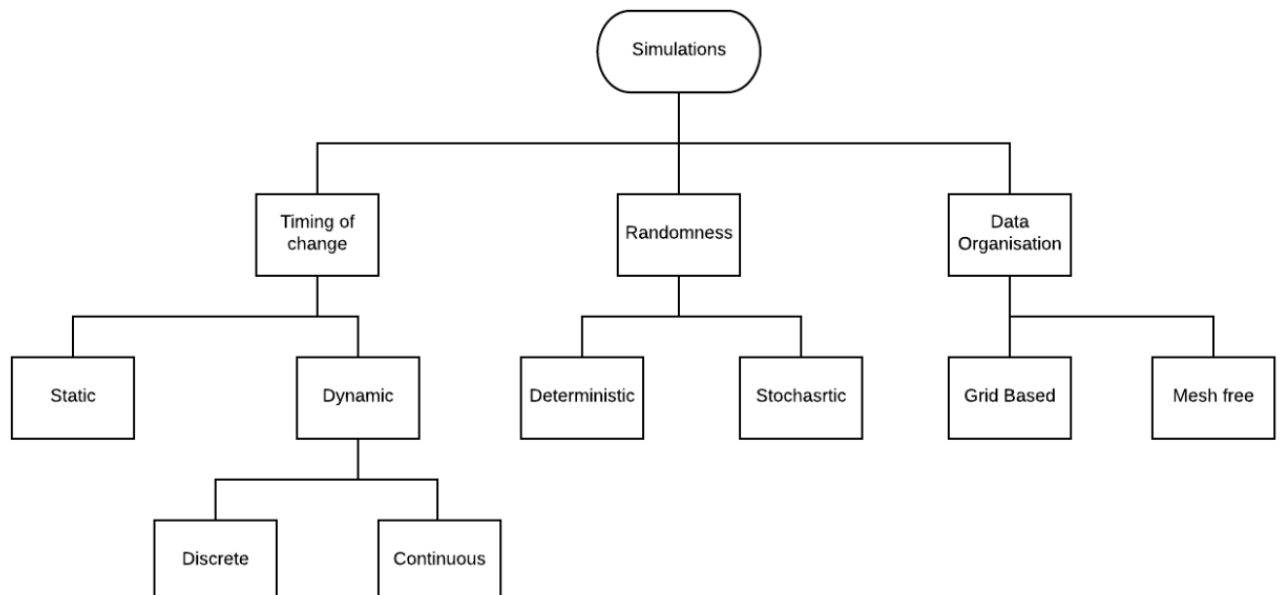 Simulations
Timing of
change
Randomness
Data
Organisation
Static
Dynamic
Deterministic
Stochasrtic
Grid Based
Mesh free
Discrete
Continuous